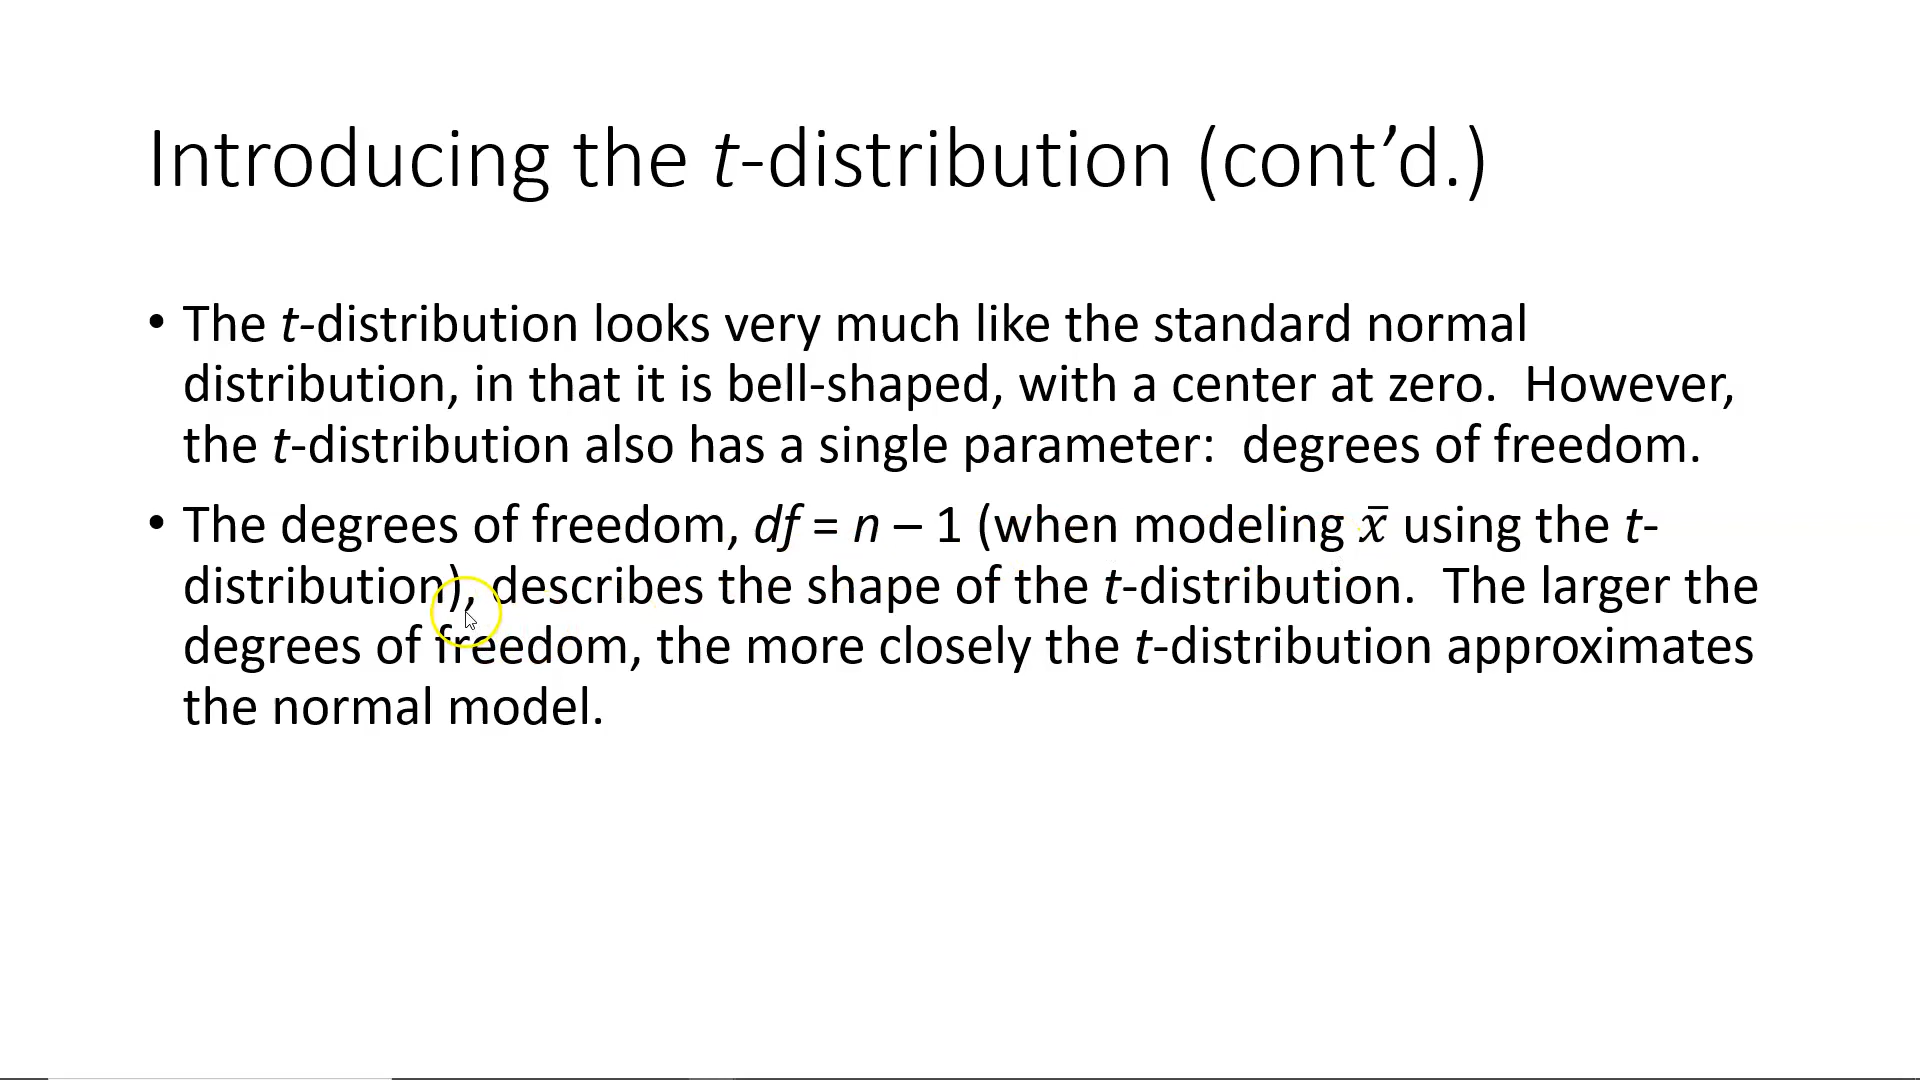 Introducing the t-distribution (cont’d.)
• The t-distribution looks very much like the standard normal
distribution, in that it is bell-shaped, with a center at zero.  However,
the t-distribution also has a single parameter:  degrees of freedom.
• The degrees of freedom, df = n – 1 (when modeling x̄ using the t-
distribution), describes the shape of the t-distribution.  The larger the
degrees of freedom, the more closely the t-distribution approximates
the normal model.